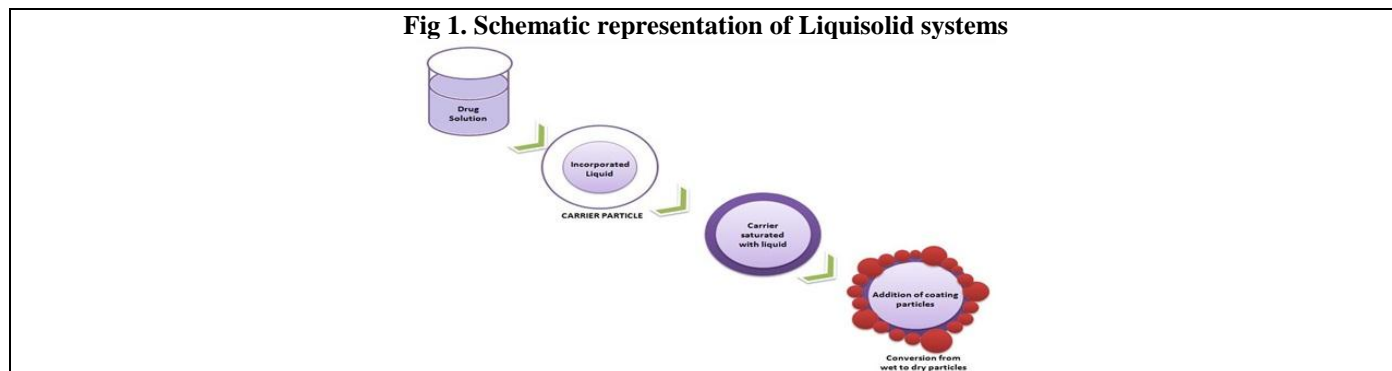 Fig 1. Schematic representation of Liquisolid systems
Drug
Solution
Incorporated
Liquid
CARRIER PARTICLE
Carrier
saturated
with liquid
Addition of coating
particles
Conversion from
wet to dry particles